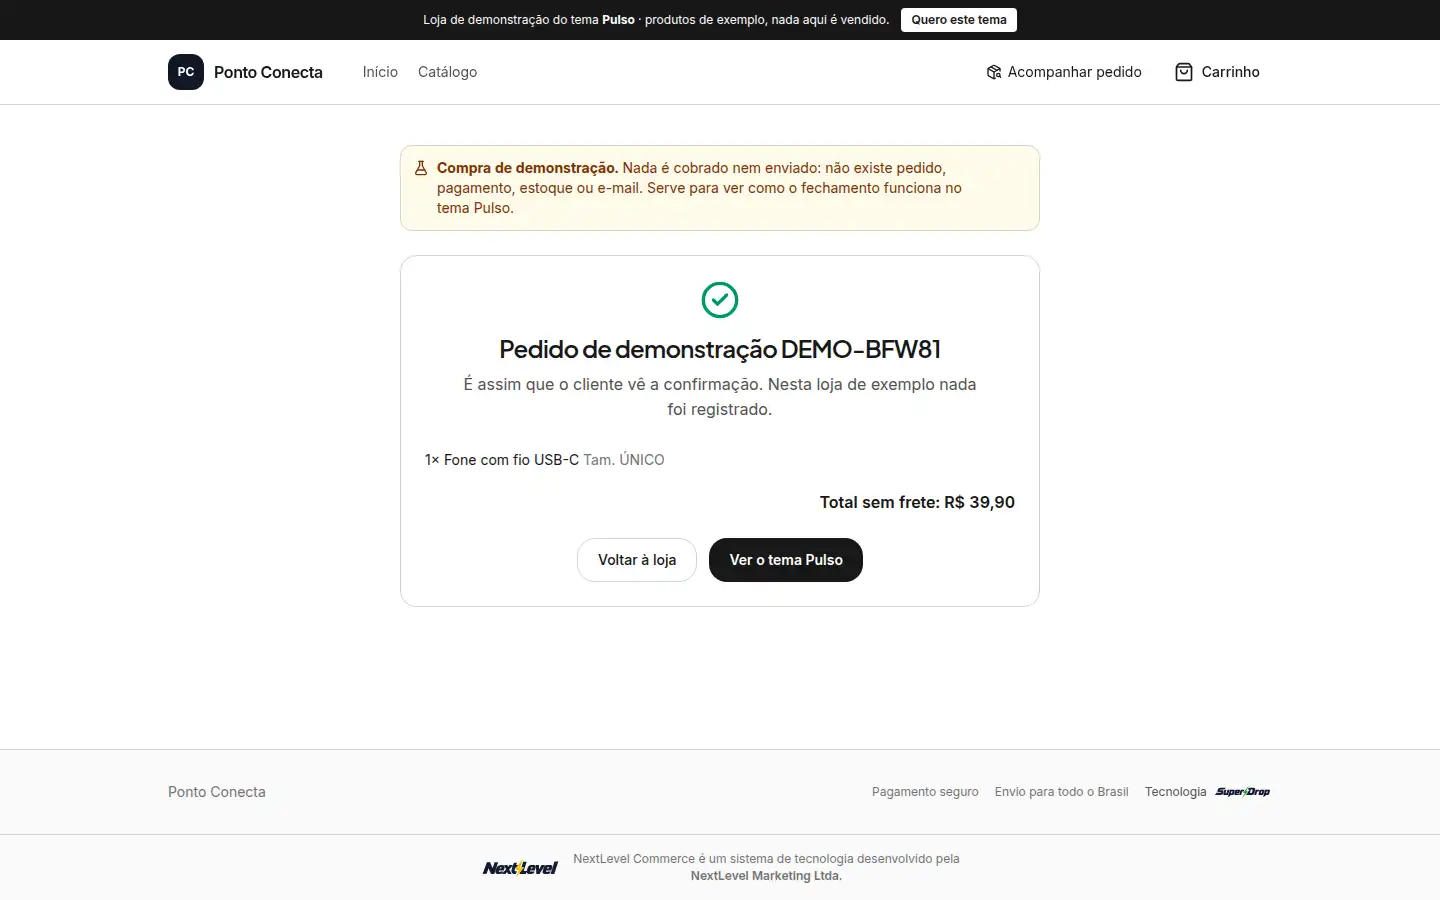 Loja de demonstração do tema Pulso · produtos de exemplo, nada aqui é vendido.
Quero este tema
PC
Ponto Conecta
Início
Catálogo
Acompanhar pedido
Carrinho
Compra de demonstração. Nada é cobrado nem enviado: não existe pedido,
pagamento, estoque ou e-mail. Serve para ver como o fechamento funciona no
tema Pulso.
Pedido de demonstração DEMO-BFW81
É assim que o cliente vê a confirmação. Nesta loja de exemplo nada
foi registrado.
1× Fone com fio USB-C Tam. ÚNICO
Total sem frete: R$ 39,90
Voltar à loja
Ver o tema Pulso
Ponto Conecta
Pagamento seguro
Envio para todo o Brasil
Tecnologia
SuperDrop
NextLevel
NextLevel Commerce é um sistema de tecnologia desenvolvido pela
NextLevel Marketing Ltda.